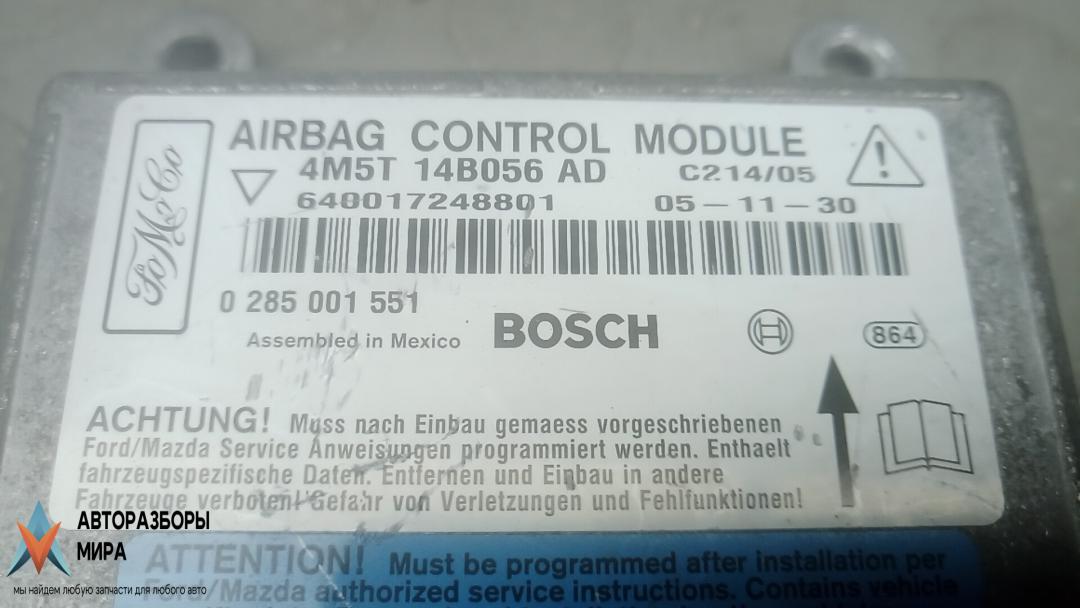 FoMoCo
AIRBAG CONTROL MODULE
4M5T 14B056 AD C214/05
640017248801 05-11-30
0 285 001 551
Assembled in Mexico BOSCH 864
ACHTUNG! Muss nach Einbau gemaess vorgeschriebenen
Ford/Mazda Service Anweisungen programmiert werden. Enthaelt
fahrzeugspezifische Daten. Entfernen und Einbau in andere
Fahrzeuge verboten! Gefahr von Verletzungen und Fehlfunktionen!
ATTENTION! Must be programmed after installation per
Ford/Mazda authorized service instructions. Contains vehicle
АВТОРАЗБОРЫ
МИРА
мы найдем любую запчасти для любого авто